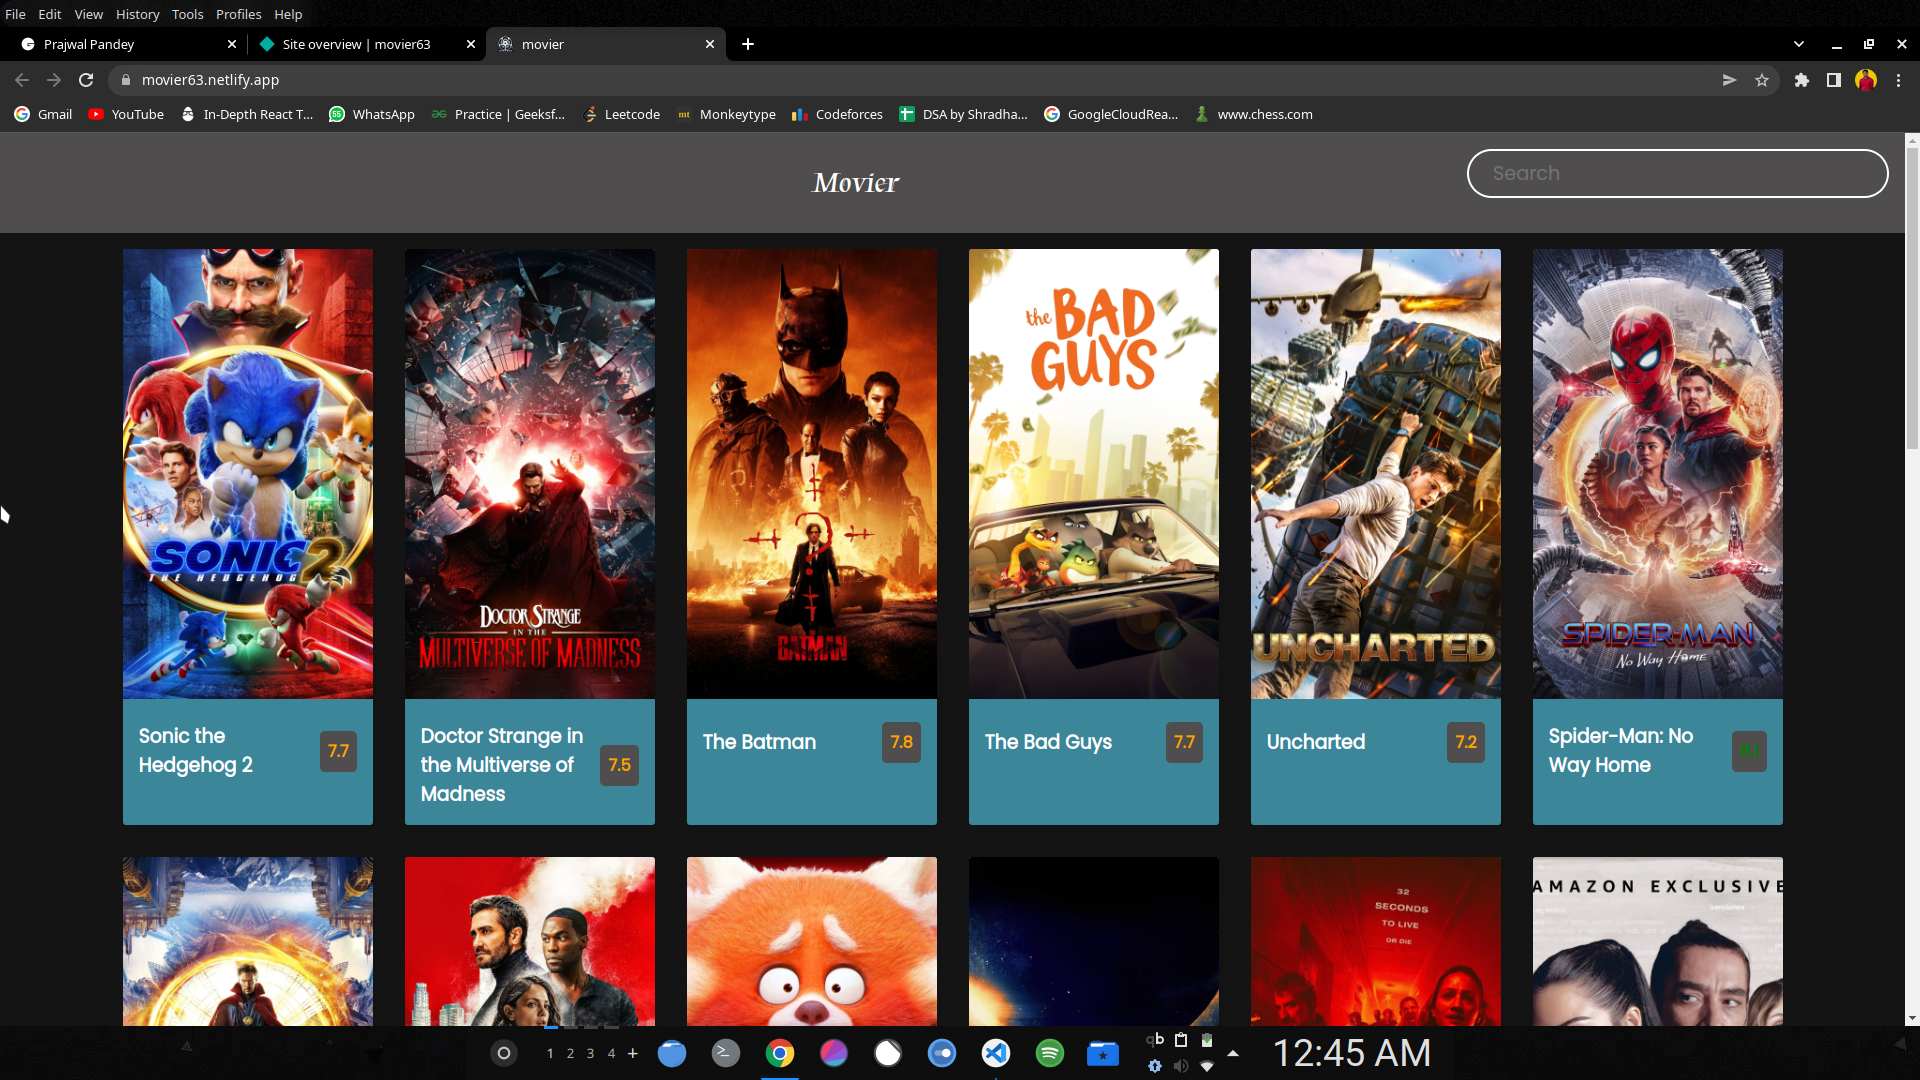 File Edit View History Tools Profiles Help
Prajwal Pandey
Site overview | movier63
movier
movier63.netlify.app
Gmail YouTube In-Depth React T... WhatsApp Practice | Geeksf... Leetcode Monkeytype Codeforces DSA by Shradha... GoogleCloudRea... www.chess.com
Movier
Search
SONIC 2
THE HEDGEHOG
DOCTOR STRANGE
IN THE
MULTIVERSE OF MADNESS
THE
BATMAN
the BAD
GUYS
UNCHARTED
SPIDER-MAN
No Way Home
Sonic the
Hedgehog 2
7.7
Doctor Strange in
the Multiverse of
Madness
7.5
The Batman
7.8
The Bad Guys
7.7
Uncharted
7.2
Spider-Man: No
Way Home
8.1
32
SECONDS
TO LIVE
OR DIE
AMAZON EXCLUSIVE
1 2 3 4 +
qb
12:45 AM